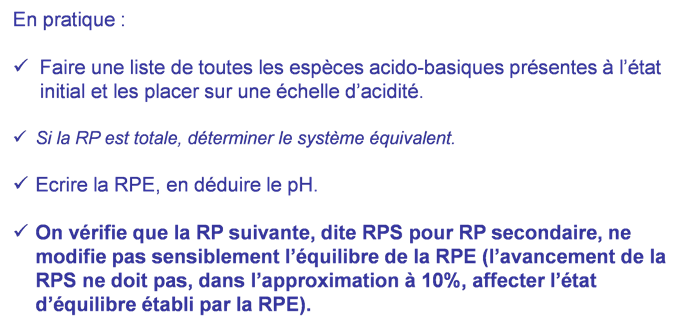 En pratique :
✓ Faire une liste de toutes les espèces acido-basiques présentes à l'état
initial et les placer sur une échelle d'acidité.
✓ Si la RP est totale, déterminer le système équivalent.
✓ Ecrire la RPE, en déduire le pH.
✓ On vérifie que la RP suivante, dite RPS pour RP secondaire, ne
modifie pas sensiblement l'équilibre de la RPE (l'avancement de la
RPS ne doit pas, dans l'approximation à 10%, affecter l'état
d'équilibre établi par la RPE).